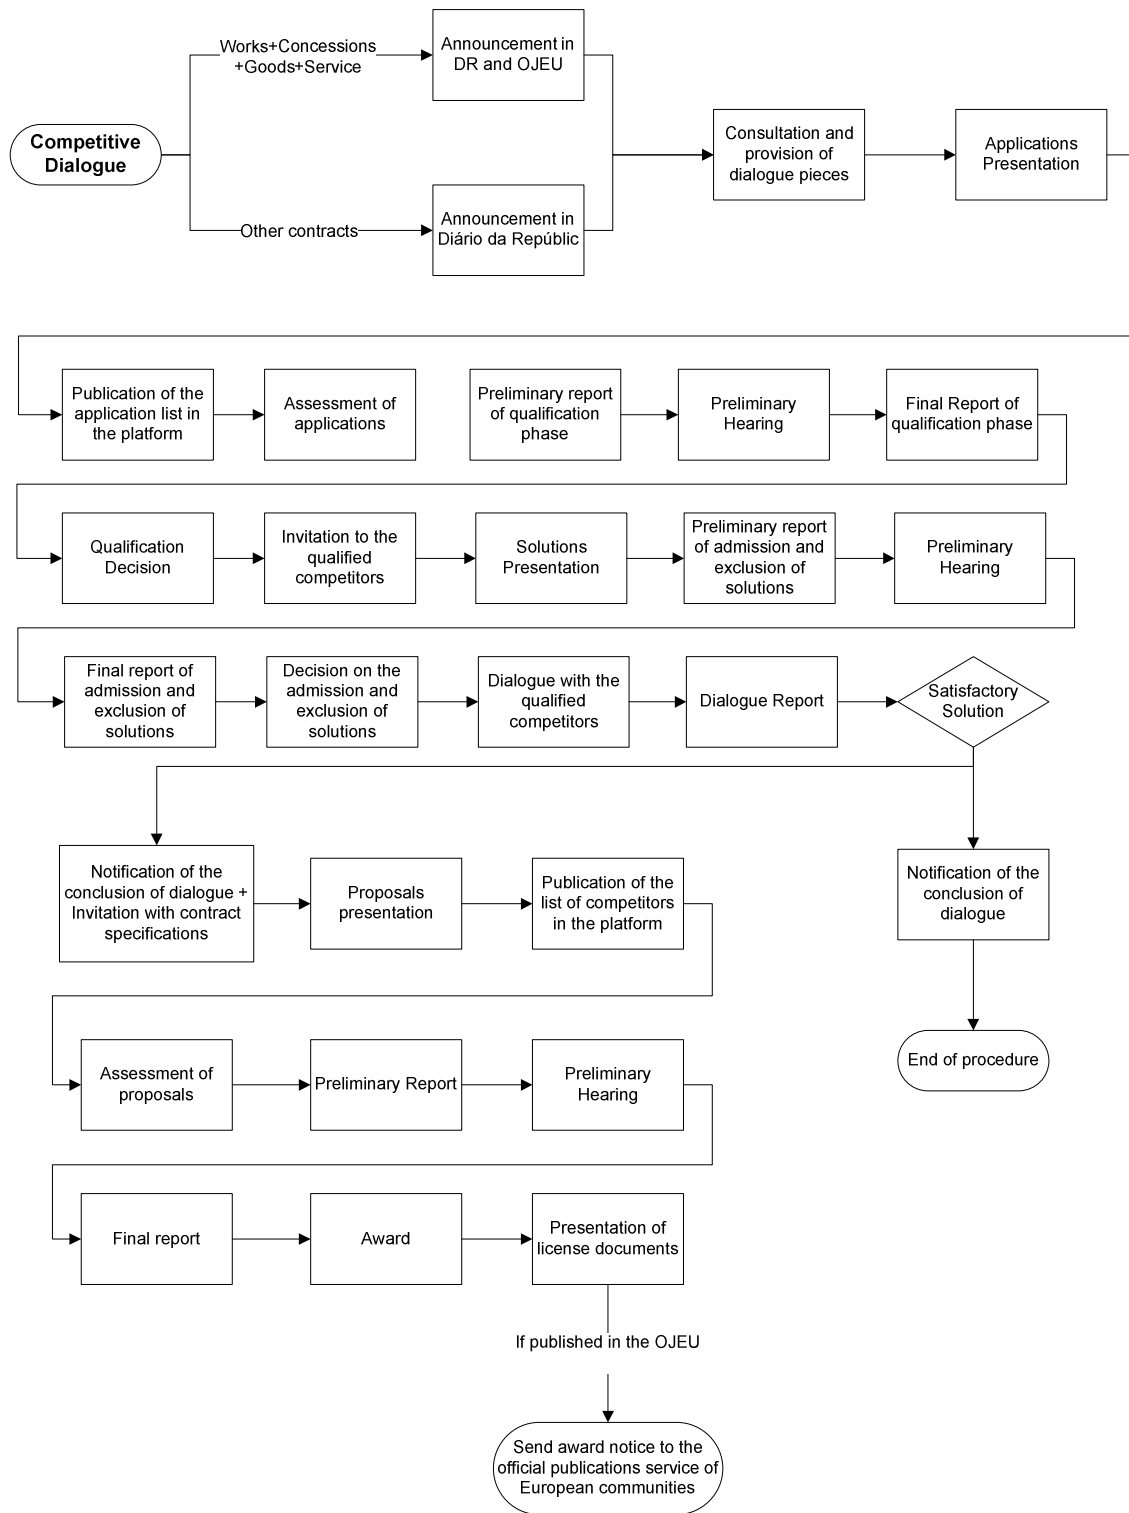 Competitive
Dialogue
Works+Concessions
+Goods+Service
Announcement in
DR and OJEU
Other contracts
Announcement in
Diário da Repúblic
Consultation and
provision of
dialogue pieces
Applications
Presentation
Publication of the
application list in
the platform
Assessment of
applications
Preliminary report
of qualification
phase
Preliminary
Hearing
Final Report of
qualification phase
Qualification
Decision
Invitation to the
qualified
competitors
Solutions
Presentation
Preliminary report
of admission and
exclusion of
solutions
Preliminary
Hearing
Final report of
admission and
exclusion of
solutions
Decision on the
admission and
exclusion of
solutions
Dialogue with the
qualified
competitors
Dialogue Report
Satisfactory
Solution
Notification of the
conclusion of dialogue +
Invitation with contract
specifications
Proposals
presentation
Publication of the
list of competitors
in the platform
Notification of the
conclusion of
dialogue
End of procedure
Assessment of
proposals
Preliminary Report
Preliminary
Hearing
Final report
Award
Presentation of
license documents
If published in the OJEU
Send award notice to the
official publications service of
European communities